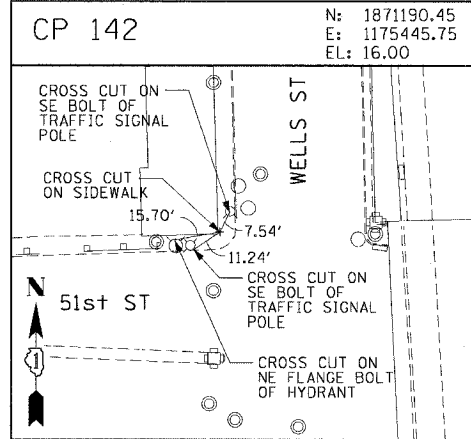 CP 142
N: 1871190.45
E: 1175445.75
EL: 16.00
CROSS CUT ON
SE BOLT OF
TRAFFIC SIGNAL
POLE
WELLS ST
CROSS CUT
ON SIDEWALK
15.70'
7.54'
11.24'
CROSS CUT ON
SE BOLT OF
TRAFFIC SIGNAL
POLE
N
51st ST
1
CROSS CUT ON
NE FLANGE BOLT
OF HYDRANT